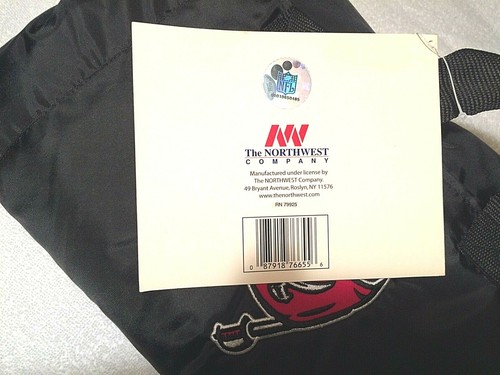 NFL
The NORTHWEST
COMPANY
Manufactured under license by
The NORTHWEST Company.
49 Bryant Avenue, Roslyn, NY 11576
www.thenorthwest.com
RN 79925
0 87918 76655 6